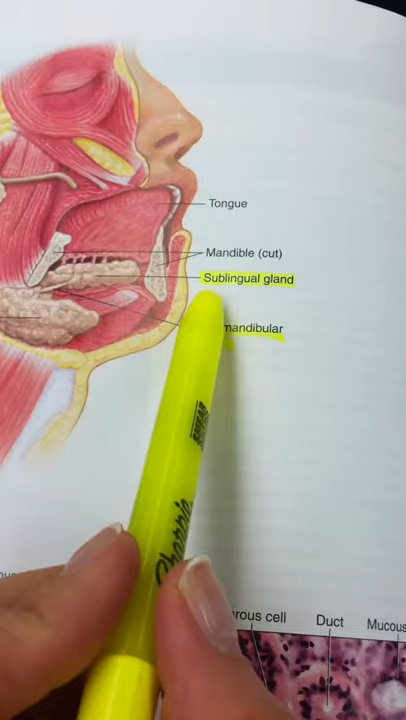 Tongue
Mandible (cut)
Sublingual gland
mandibular
Sharpie
rous cell
Duct
Mucous